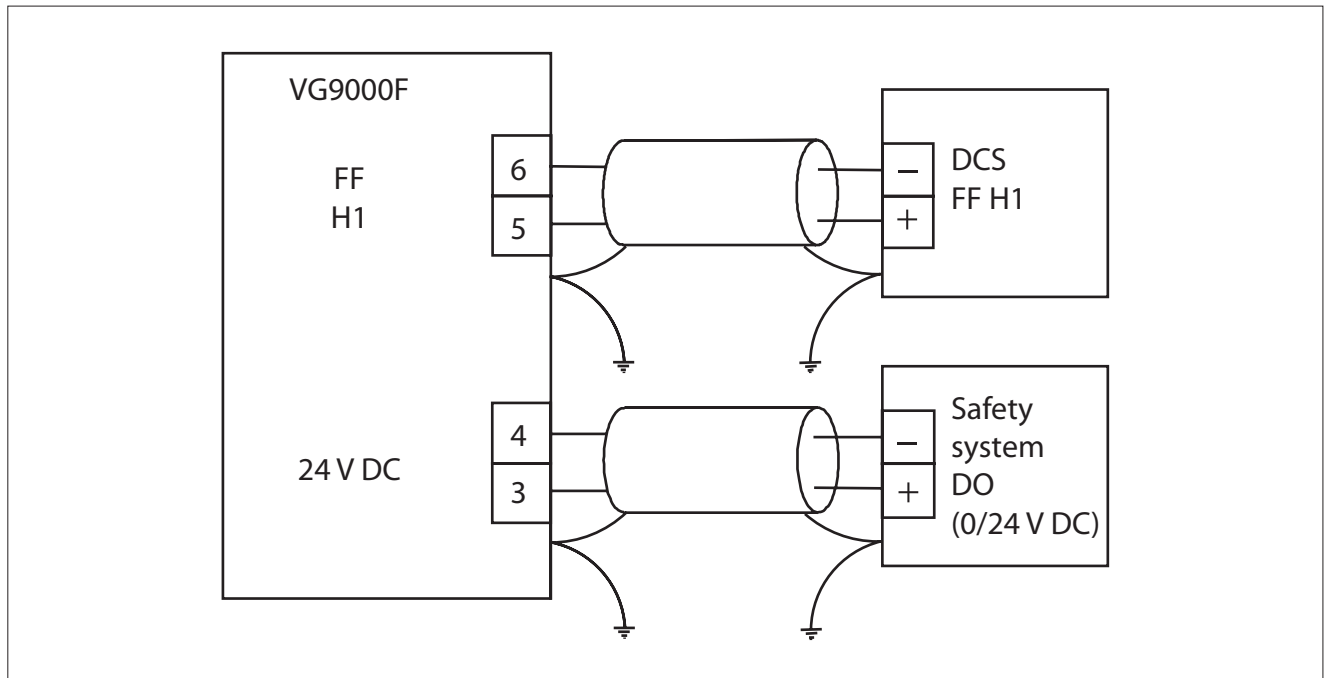 VG9000F
FF
H1
6
5
−
+
DCS
FF H1
24 V DC
4
3
−
+
Safety
system
DO
(0/24 V DC)